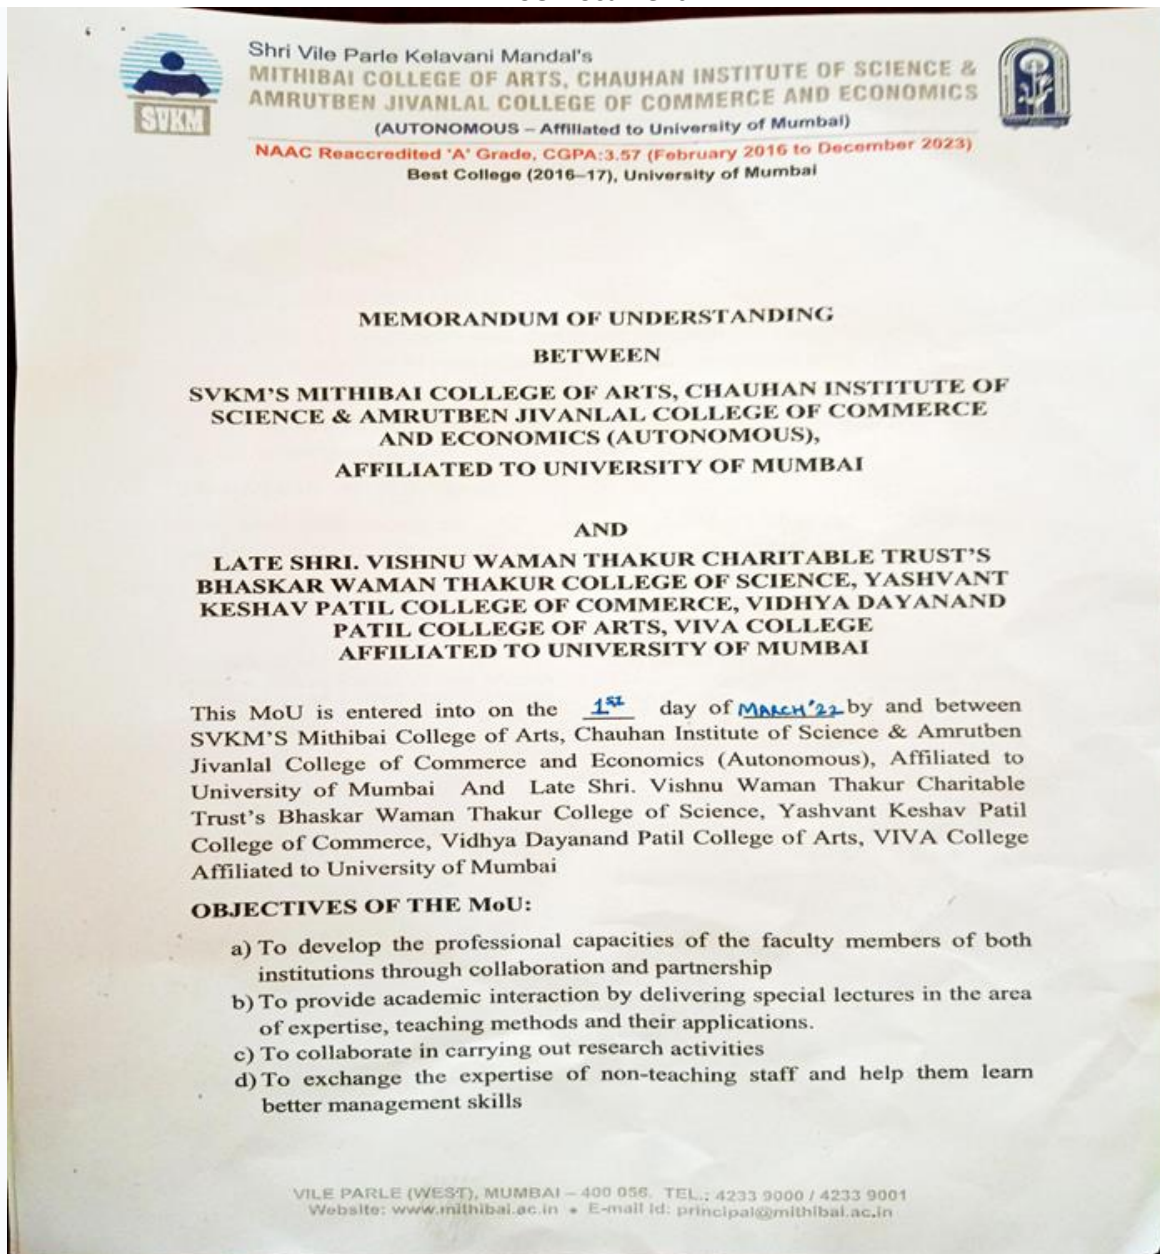 Shri Vile Parle Kelavani Mandal's
MITHIBAI COLLEGE OF ARTS, CHAUHAN INSTITUTE OF SCIENCE &
AMRUTBEN JIVANLAL COLLEGE OF COMMERCE AND ECONOMICS
(AUTONOMOUS – Affiliated to University of Mumbai)
NAAC Reaccredited 'A' Grade, CGPA:3.57 (February 2016 to December 2023)
Best College (2016–17), University of Mumbai
SVKM
MEMORANDUM OF UNDERSTANDING
BETWEEN
SVKM'S MITHIBAI COLLEGE OF ARTS, CHAUHAN INSTITUTE OF
SCIENCE & AMRUTBEN JIVANLAL COLLEGE OF COMMERCE
AND ECONOMICS (AUTONOMOUS),
AFFILIATED TO UNIVERSITY OF MUMBAI
AND
LATE SHRI. VISHNU WAMAN THAKUR CHARITABLE TRUST'S
BHASKAR WAMAN THAKUR COLLEGE OF SCIENCE, YASHVANT
KESHAV PATIL COLLEGE OF COMMERCE, VIDHYA DAYANAND
PATIL COLLEGE OF ARTS, VIVA COLLEGE
AFFILIATED TO UNIVERSITY OF MUMBAI
This MoU is entered into on the 1st day of MARCH'22 by and between
SVKM'S Mithibai College of Arts, Chauhan Institute of Science & Amrutben
Jivanlal College of Commerce and Economics (Autonomous), Affiliated to
University of Mumbai And Late Shri. Vishnu Waman Thakur Charitable
Trust's Bhaskar Waman Thakur College of Science, Yashvant Keshav Patil
College of Commerce, Vidhya Dayanand Patil College of Arts, VIVA College
Affiliated to University of Mumbai
OBJECTIVES OF THE MoU:
a) To develop the professional capacities of the faculty members of both
institutions through collaboration and partnership
b) To provide academic interaction by delivering special lectures in the area
of expertise, teaching methods and their applications.
c) To collaborate in carrying out research activities
d) To exchange the expertise of non-teaching staff and help them learn
better management skills
VILE PARLE (WEST), MUMBAI – 400 056. TEL.: 4233 9000 / 4233 9001
Website: www.mithibai.ac.in • E-mail Id: principal@mithibai.ac.in